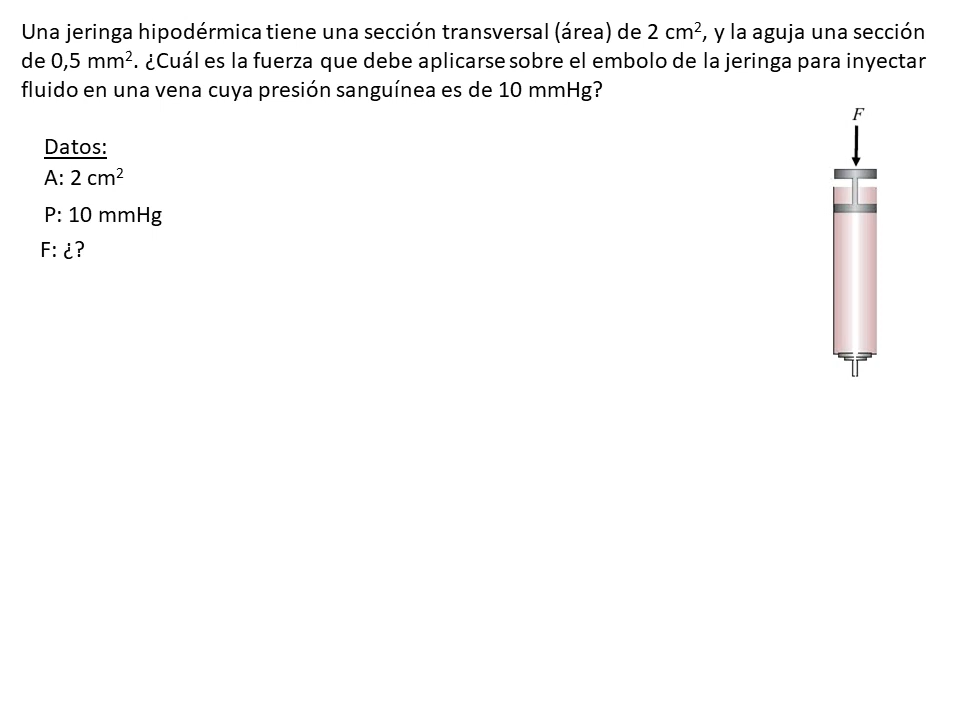 Una jeringa hipodérmica tiene una sección transversal (área) de 2 cm², y la aguja una sección
de 0,5 mm². ¿Cuál es la fuerza que debe aplicarse sobre el embolo de la jeringa para inyectar
fluido en una vena cuya presión sanguínea es de 10 mmHg?
F
Datos:
A: 2 cm²
P: 10 mmHg
F: ¿?